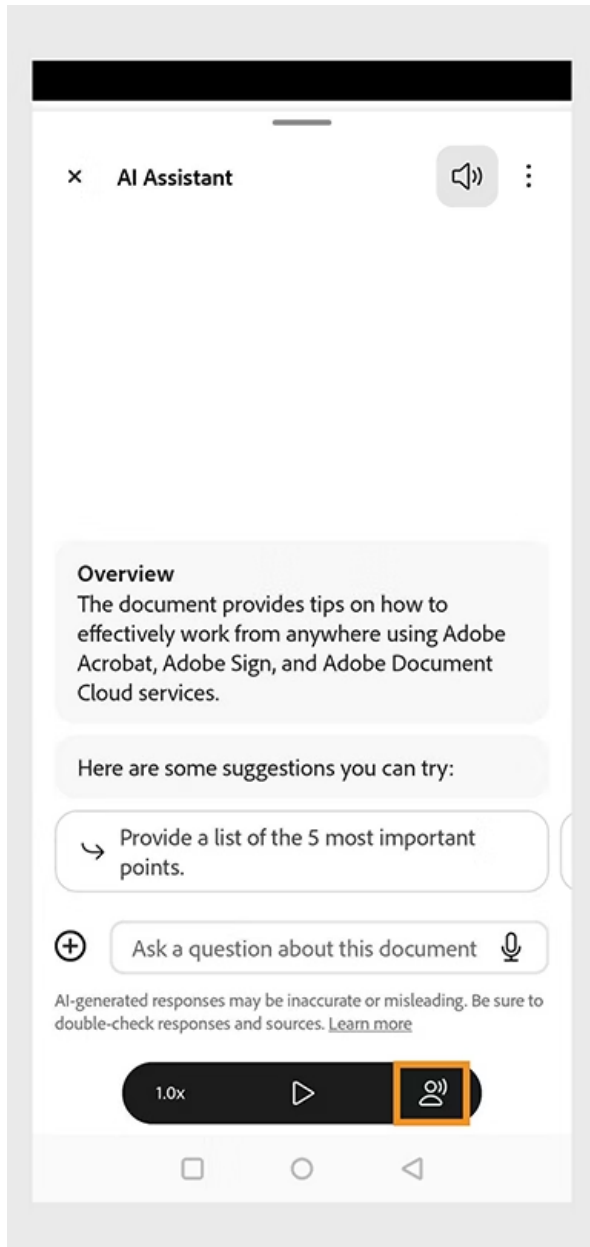 AI Assistant
Overview
The document provides tips on how to
effectively work from anywhere using Adobe
Acrobat, Adobe Sign, and Adobe Document
Cloud services.
Here are some suggestions you can try:
Provide a list of the 5 most important
points.
Ask a question about this document
AI-generated responses may be inaccurate or misleading. Be sure to
double-check responses and sources. Learn more
1.0x